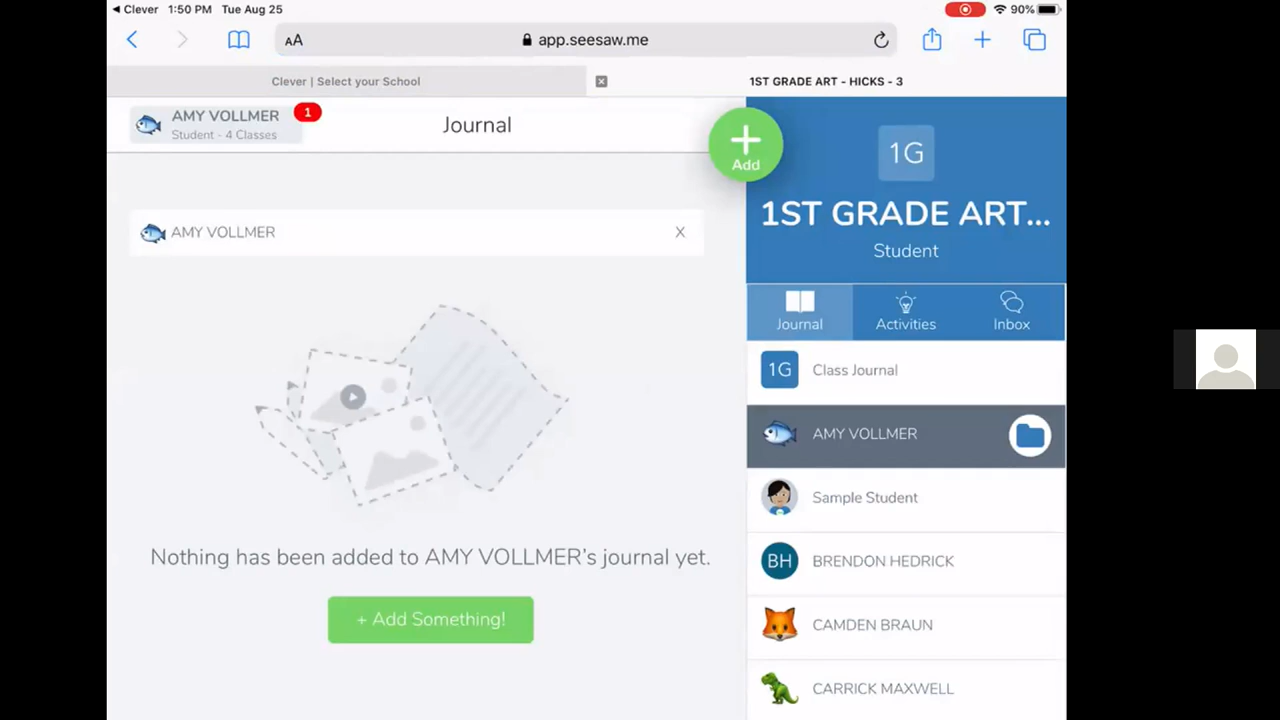 Clever 1:50 PM Tue Aug 25 90%
AA app.seesaw.me
Clever | Select your School 1ST GRADE ART - HICKS - 3
AMY VOLLMER 1
Student - 4 Classes
Journal
Add
1G
1ST GRADE ART...
Student
AMY VOLLMER X
Journal Activities Inbox
1G Class Journal
AMY VOLLMER
Sample Student
BH BRENDON HEDRICK
CAMDEN BRAUN
CARRICK MAXWELL
Nothing has been added to AMY VOLLMER's journal yet.
+ Add Something!